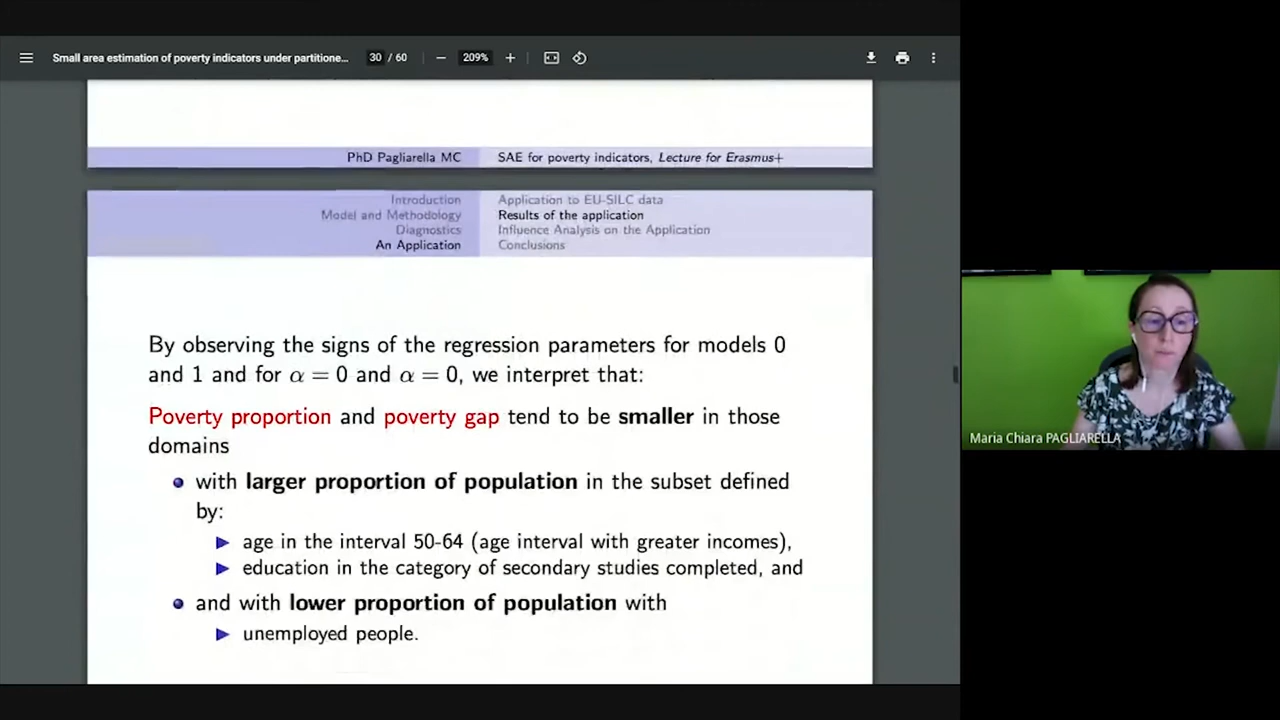 Small area estimation of poverty indicators under partitione... 30 / 60 − 209% +
PhD Pagliarella MC SAE for poverty indicators, Lecture for Erasmus+
Introduction Application to EU-SILC data
Model and Methodology Results of the application
Diagnostics Influence Analysis on the Application
An Application Conclusions
By observing the signs of the regression parameters for models 0
and 1 and for α = 0 and α = 0, we interpret that:
Poverty proportion and poverty gap tend to be smaller in those
domains
with larger proportion of population in the subset defined
by:
age in the interval 50-64 (age interval with greater incomes),
education in the category of secondary studies completed, and
and with lower proportion of population with
unemployed people.
Maria Chiara PAGLIARELLA